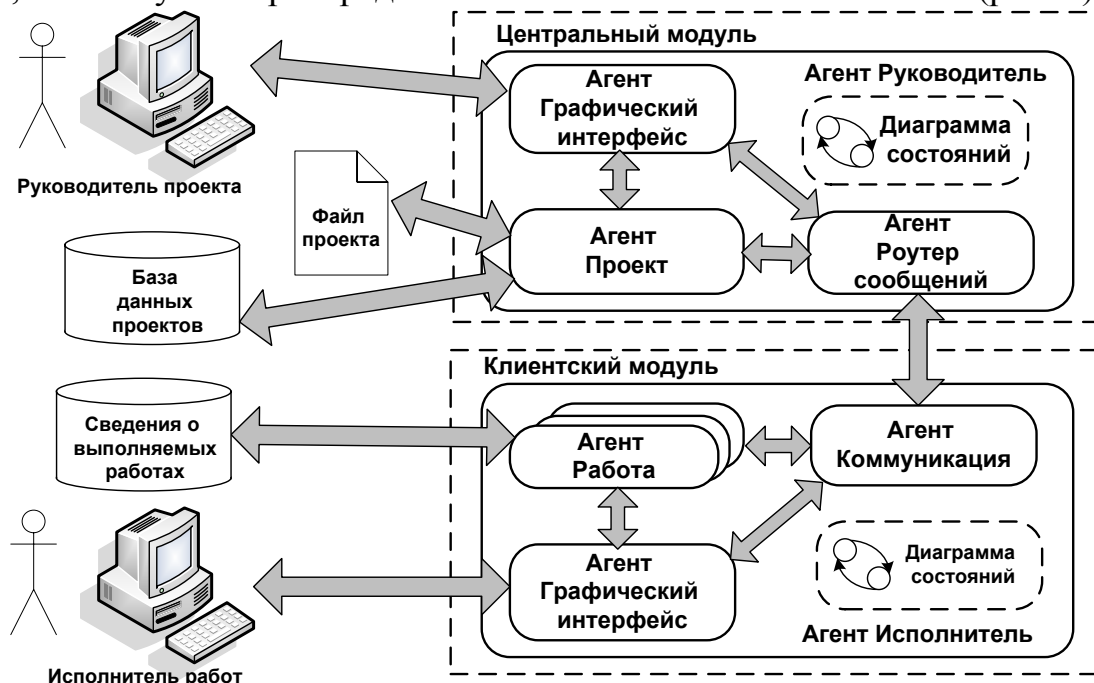 Центральный модуль
Агент
Графический
интерфейс
Агент Руководитель
Диаграмма
состояний
Руководитель проекта
Файл
проекта
Агент
Проект
Агент
Роутер
сообщений
База
данных
проектов
Клиентский модуль
Сведения о
выполняемых
работах
Агент
Работа
Агент
Коммуникация
Агент
Графический
интерфейс
Диаграмма
состояний
Агент Исполнитель
Исполнитель работ